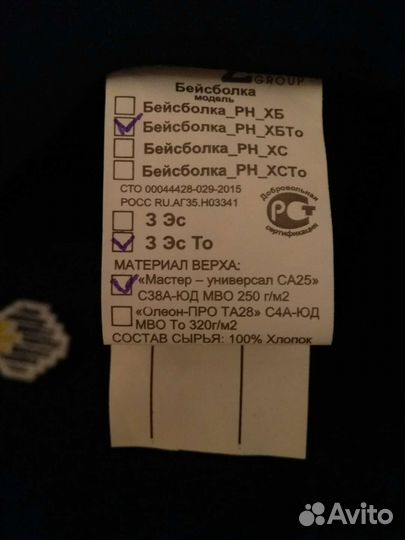 GROUP
Бейсболка
модель
Бейсболка_РН_ХБ
Бейсболка_РН_ХБТо
Бейсболка_РН_ХС
Бейсболка_РН_ХСТо
СТО 00044428-029-2015
РОСС RU.АГ35.Н03341
Добровольная
РСТ
сертификация
З Эс
З Эс То
МАТЕРИАЛ ВЕРХА:
«Мастер – универсал СА25»
С38А-ЮД МВО 250 г/м2
«Олеон-ПРО ТА28» С4А-ЮД
МВО То 320г/м2
СОСТАВ СЫРЬЯ: 100% Хлопок
Avito